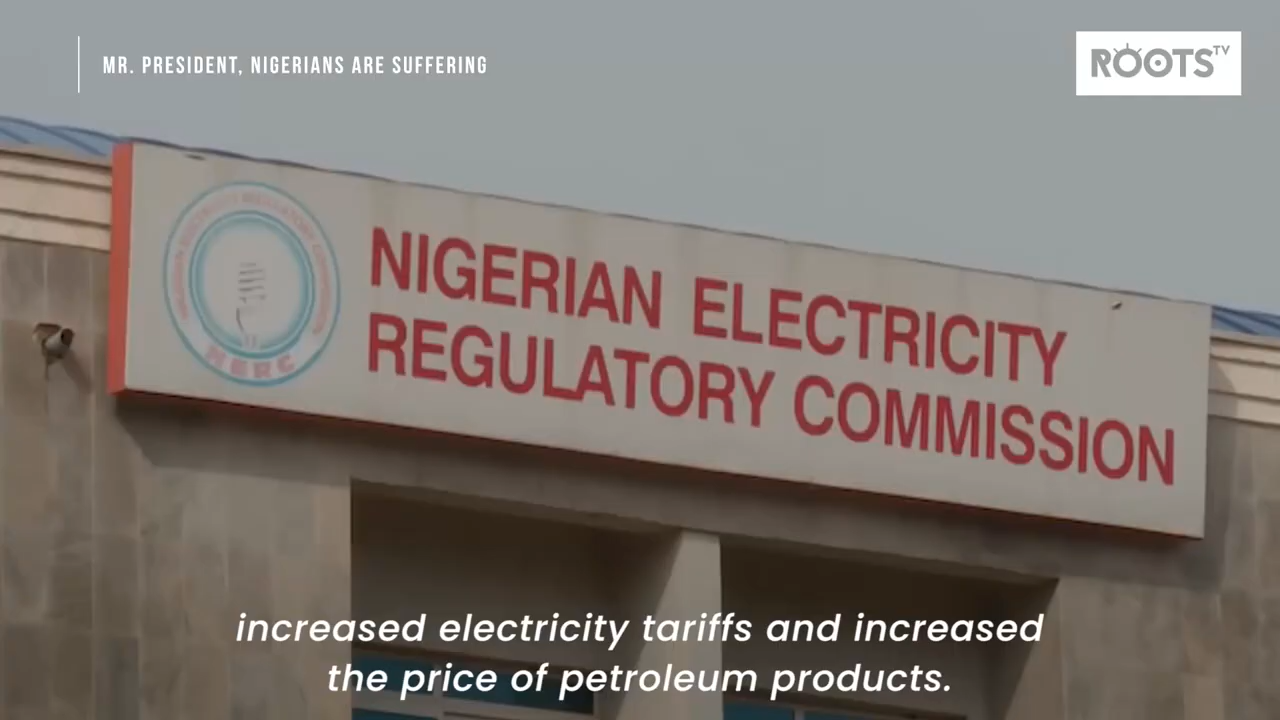 MR. PRESIDENT, NIGERIANS ARE SUFFERING
ROOTS TV
NIGERIAN ELECTRICITY
REGULATORY COMMISSION
NERC
increased electricity tariffs and increased
the price of petroleum products.